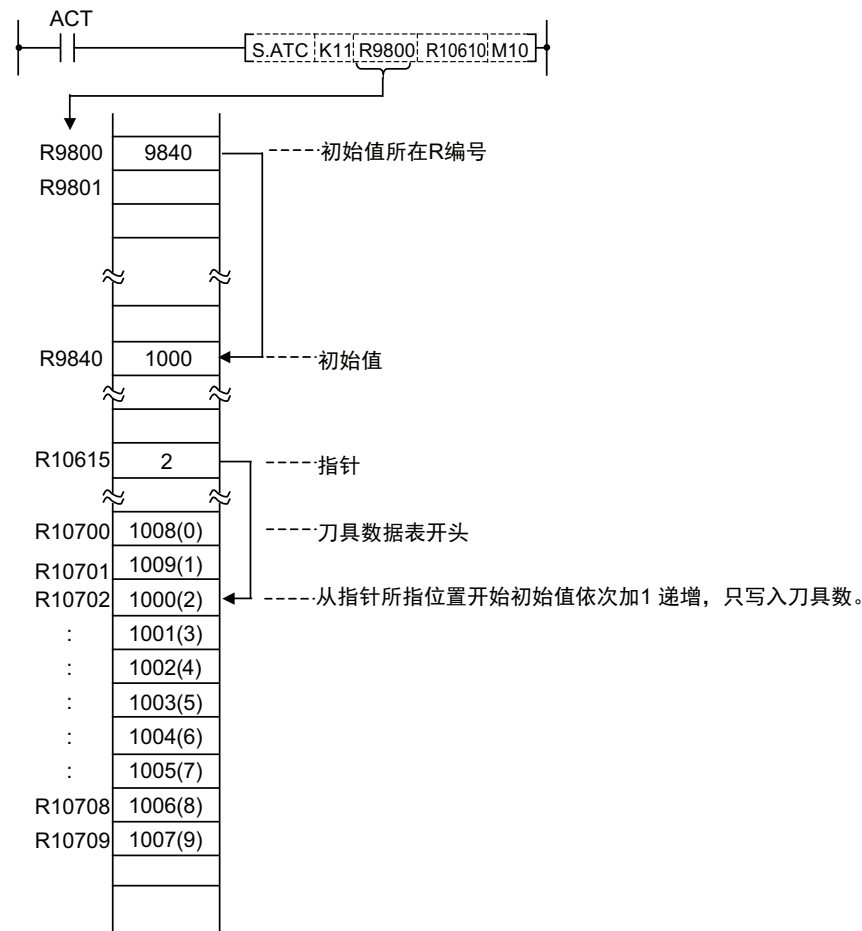 ACT
S.ATC K11 R9800 R10610 M10
R9800 9840 初始值所在R编号
R9801
R9840 1000 初始值
R10615 2 指针
R10700 1008(0) 刀具数据表开头
R10701 1009(1)
R10702 1000(2) 从指针所指位置开始初始值依次加1 递增，只写入刀具数。
: 1001(3)
: 1002(4)
: 1003(5)
: 1004(6)
: 1005(7)
R10708 1006(8)
R10709 1007(9)